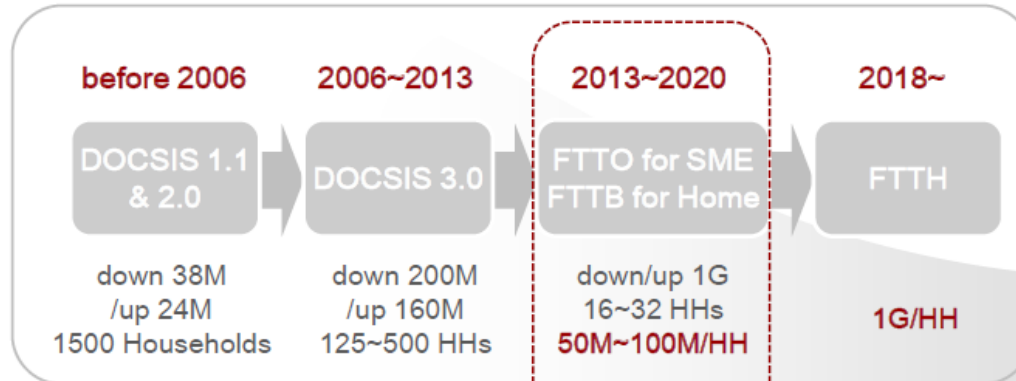 before 2006
2006~2013
2013~2020
2018~
DOCSIS 1.1
& 2.0
DOCSIS 3.0
FTTO for SME
FTTB for Home
FTTH
down 38M
/up 24M
1500 Households
down 200M
/up 160M
125~500 HHs
down/up 1G
16~32 HHs
50M~100M/HH
1G/HH